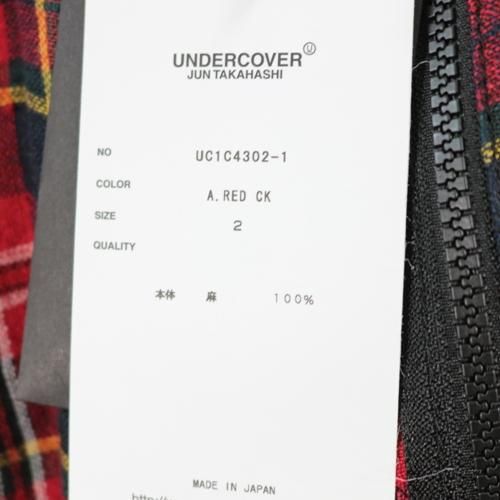 UNDERCOVER
JUN TAKAHASHI
NO UC1C4302-1
COLOR A.RED CK
SIZE 2
QUALITY
本体 麻 100%
MADE IN JAPAN